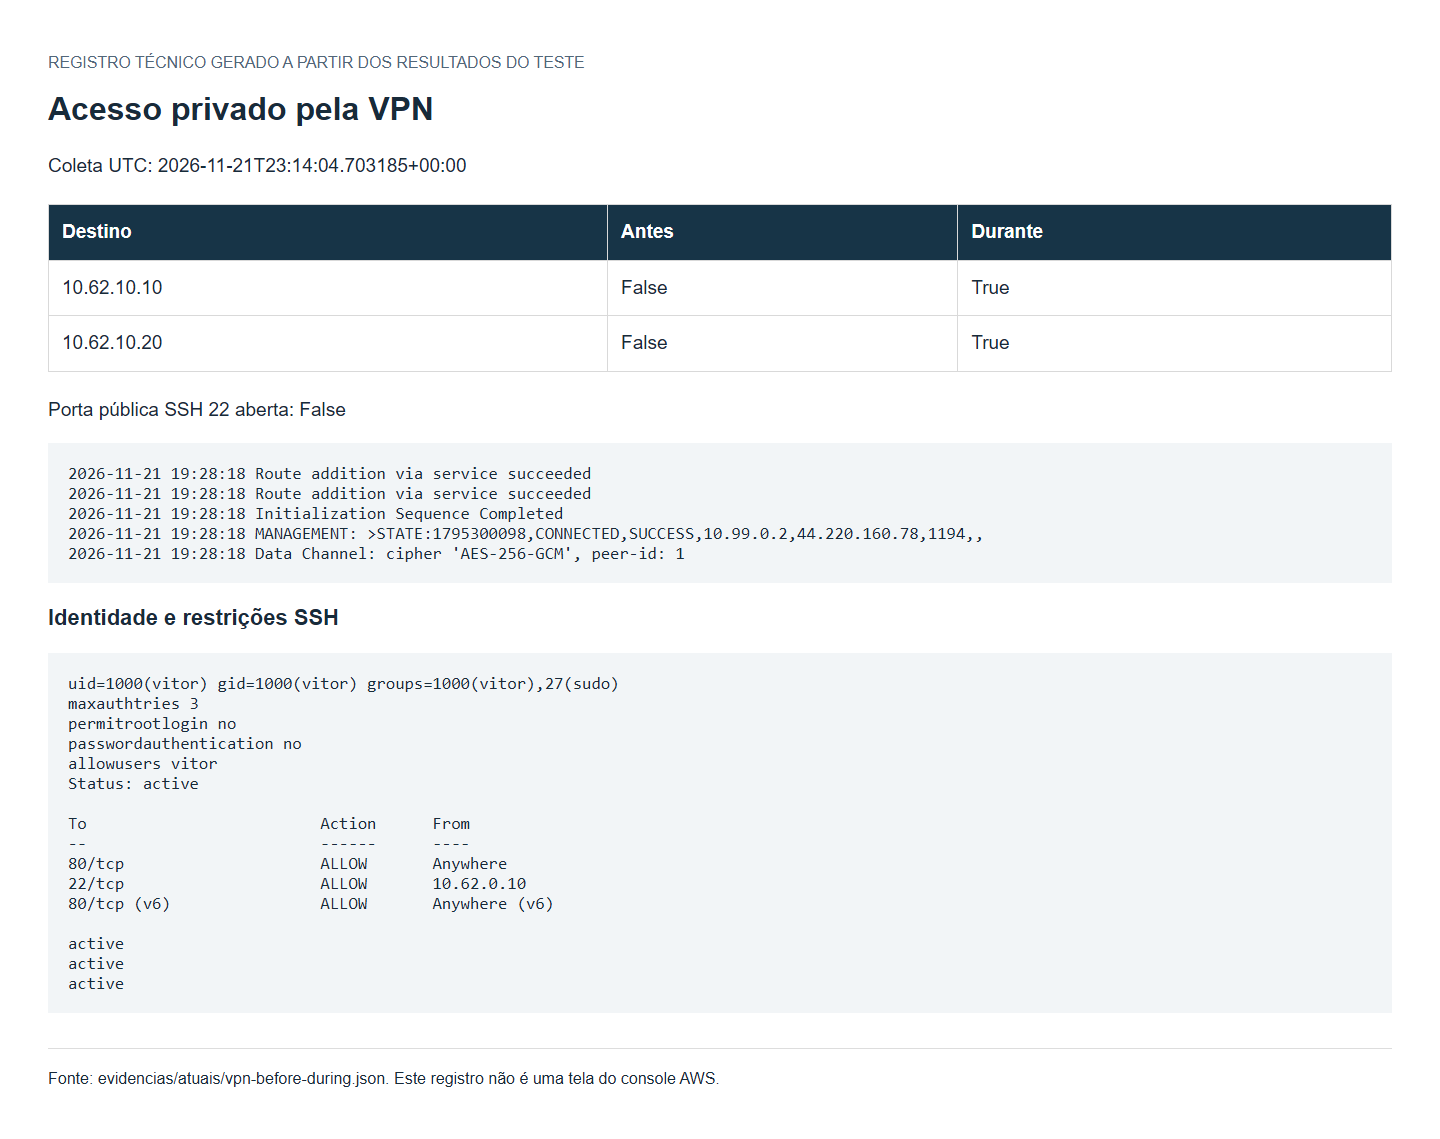 REGISTRO TÉCNICO GERADO A PARTIR DOS RESULTADOS DO TESTE
Acesso privado pela VPN
Coleta UTC: 2026-11-21T23:14:04.703185+00:00
Destino Antes Durante
10.62.10.10 False True
10.62.10.20 False True
Porta pública SSH 22 aberta: False
2026-11-21 19:28:18 Route addition via service succeeded
2026-11-21 19:28:18 Route addition via service succeeded
2026-11-21 19:28:18 Initialization Sequence Completed
2026-11-21 19:28:18 MANAGEMENT: >STATE:1795300098,CONNECTED,SUCCESS,10.99.0.2,44.220.160.78,1194,,
2026-11-21 19:28:18 Data Channel: cipher 'AES-256-GCM', peer-id: 1
Identidade e restrições SSH
uid=1000(vitor) gid=1000(vitor) groups=1000(vitor),27(sudo)
maxauthtries 3
permitrootlogin no
passwordauthentication no
allowusers vitor
Status: active
To Action From
-- ------ ----
80/tcp ALLOW Anywhere
22/tcp ALLOW 10.62.0.10
80/tcp (v6) ALLOW Anywhere (v6)
active
active
active
Fonte: evidencias/atuais/vpn-before-during.json. Este registro não é uma tela do console AWS.